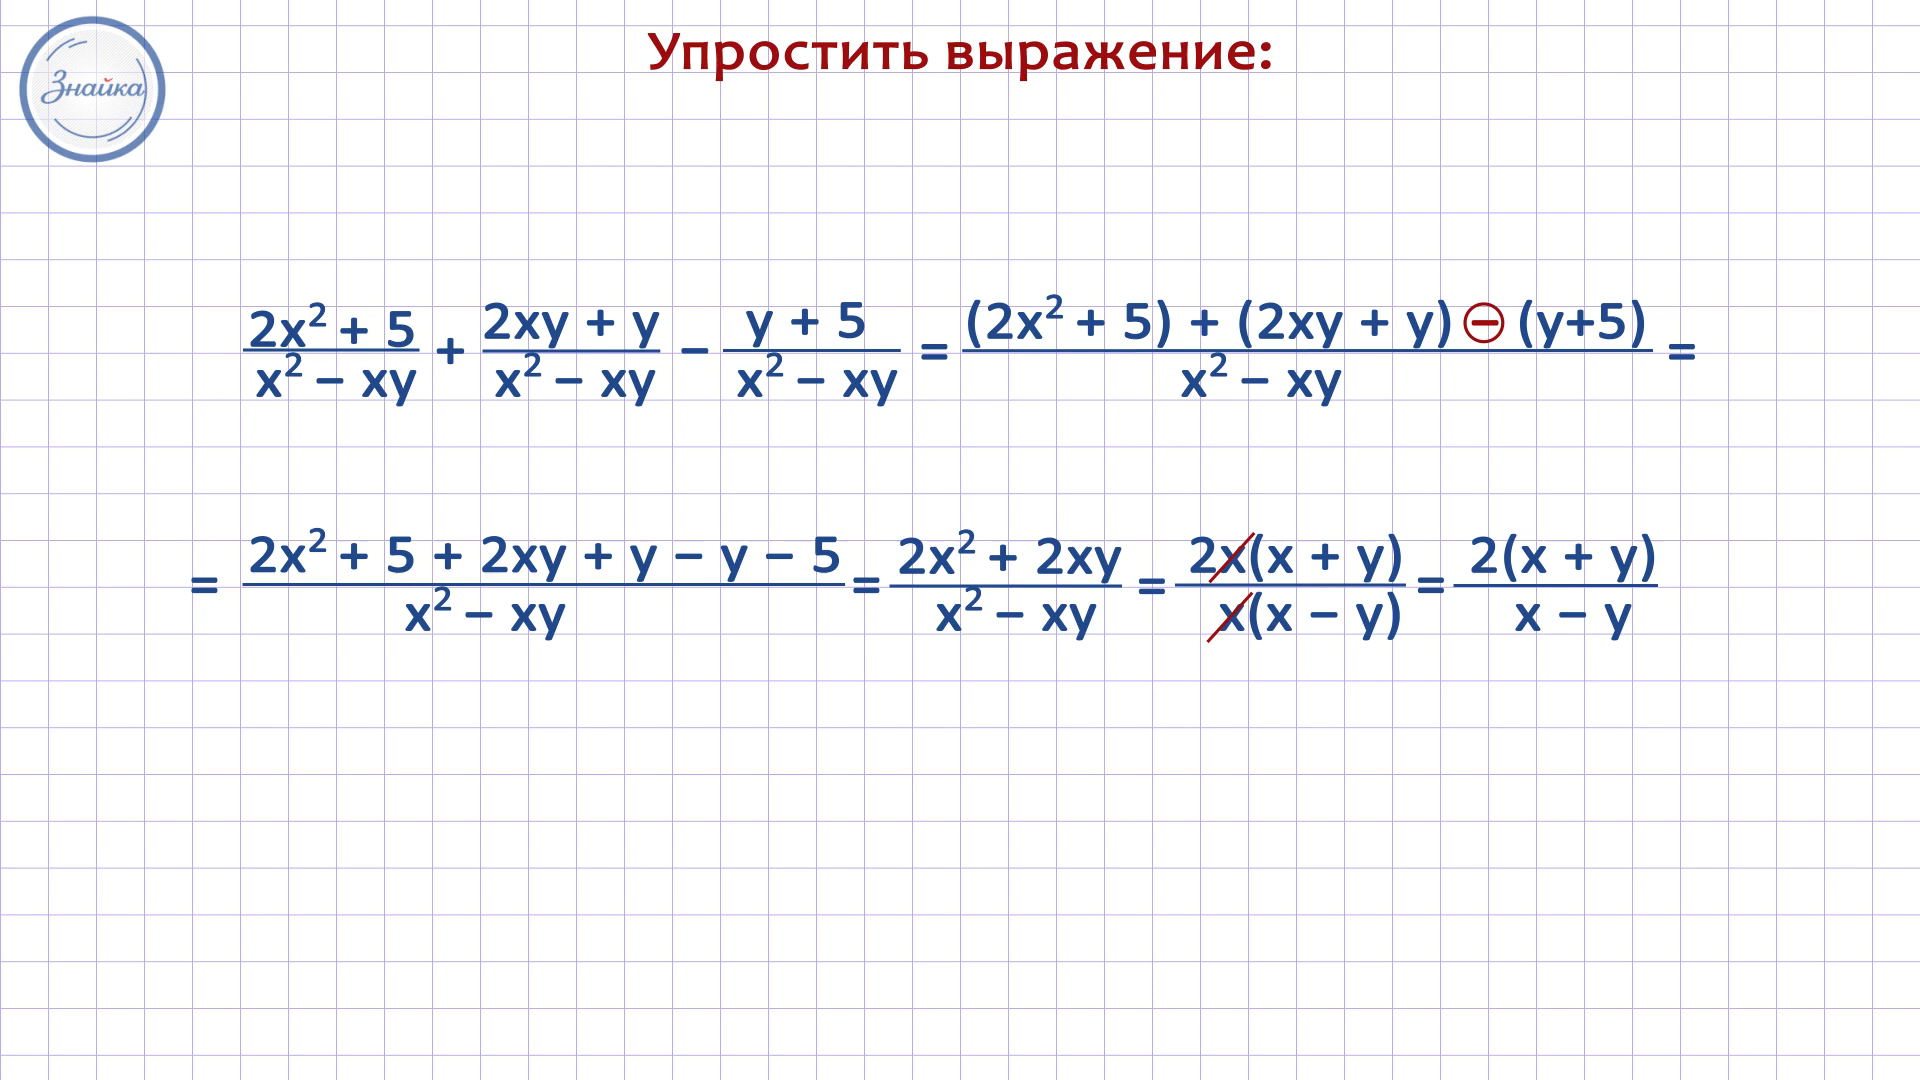 Упростить выражение:
Знайка
(2x² + 5)/(x² – xy) + (2xy + y)/(x² – xy) – (y + 5)/(x² – xy) = ((2x² + 5) + (2xy + y) – (y+5))/(x² – xy) =
= (2x² + 5 + 2xy + y – y – 5)/(x² – xy) = (2x² + 2xy)/(x² – xy) = (2x(x + y))/(x(x – y)) = (2(x + y))/(x – y)